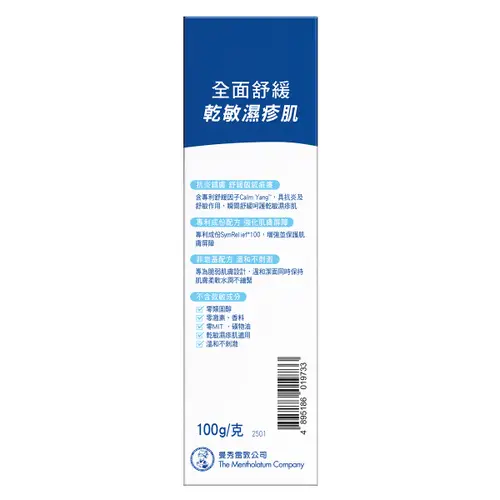 全面舒緩
乾敏濕疹肌
抗炎鎮膚 舒緩敏感痕癢
含專利舒緩因子Calm Yang™，具抗炎及
舒敏作用，瞬間舒緩呵護乾敏濕疹肌
專利成份配方 強化肌膚屏障
專利成份SymRelief®100，增強並保護肌
膚屏障
非皂基配方 溫和不刺激
專為脆弱肌膚設計，溫和潔面同時保持
肌膚柔軟水潤不繃緊
不含致敏成分
零類固醇
零激素、香料
零MIT 、礦物油
乾敏濕疹肌適用
溫和不刺激
4 895186 019733
100g/克 2501
曼秀雷敦公司
The Mentholatum Company